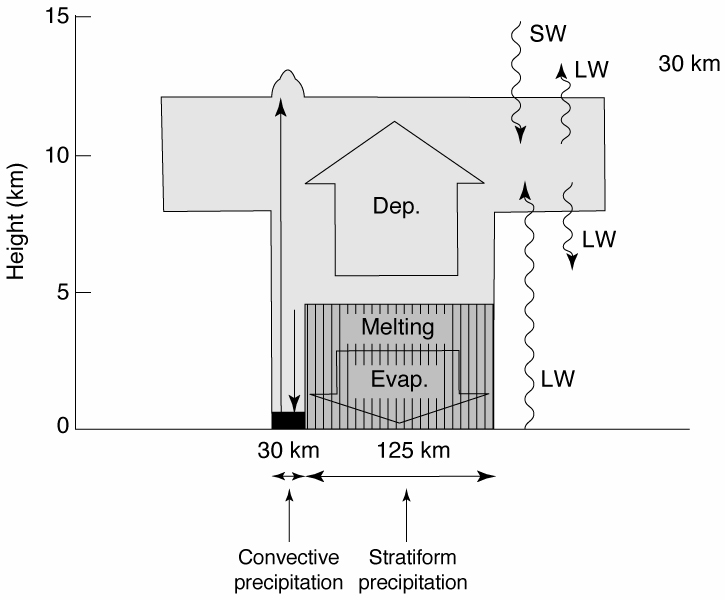 15
SW
LW
30 km
10
Dep.
Height (km)
LW
5
Melting
Evap.
LW
0
30 km
125 km
Convective
precipitation
Stratiform
precipitation